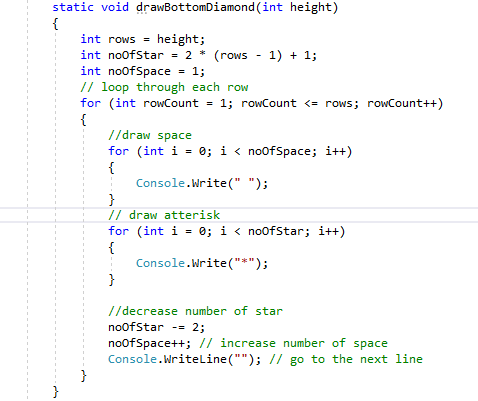 static void drawBottomDiamond(int height)
{
int rows = height;
int noOfStar = 2 * (rows - 1) + 1;
int noOfSpace = 1;
// loop through each row
for (int rowCount = 1; rowCount <= rows; rowCount++)
{
//draw space
for (int i = 0; i < noOfSpace; i++)
{
Console.Write(" ");
}
// draw atterisk
for (int i = 0; i < noOfStar; i++)
{
Console.Write("*");
}
//decrease number of star
noOfStar -= 2;
noOfSpace++; // increase number of space
Console.WriteLine(""); // go to the next line
}
}